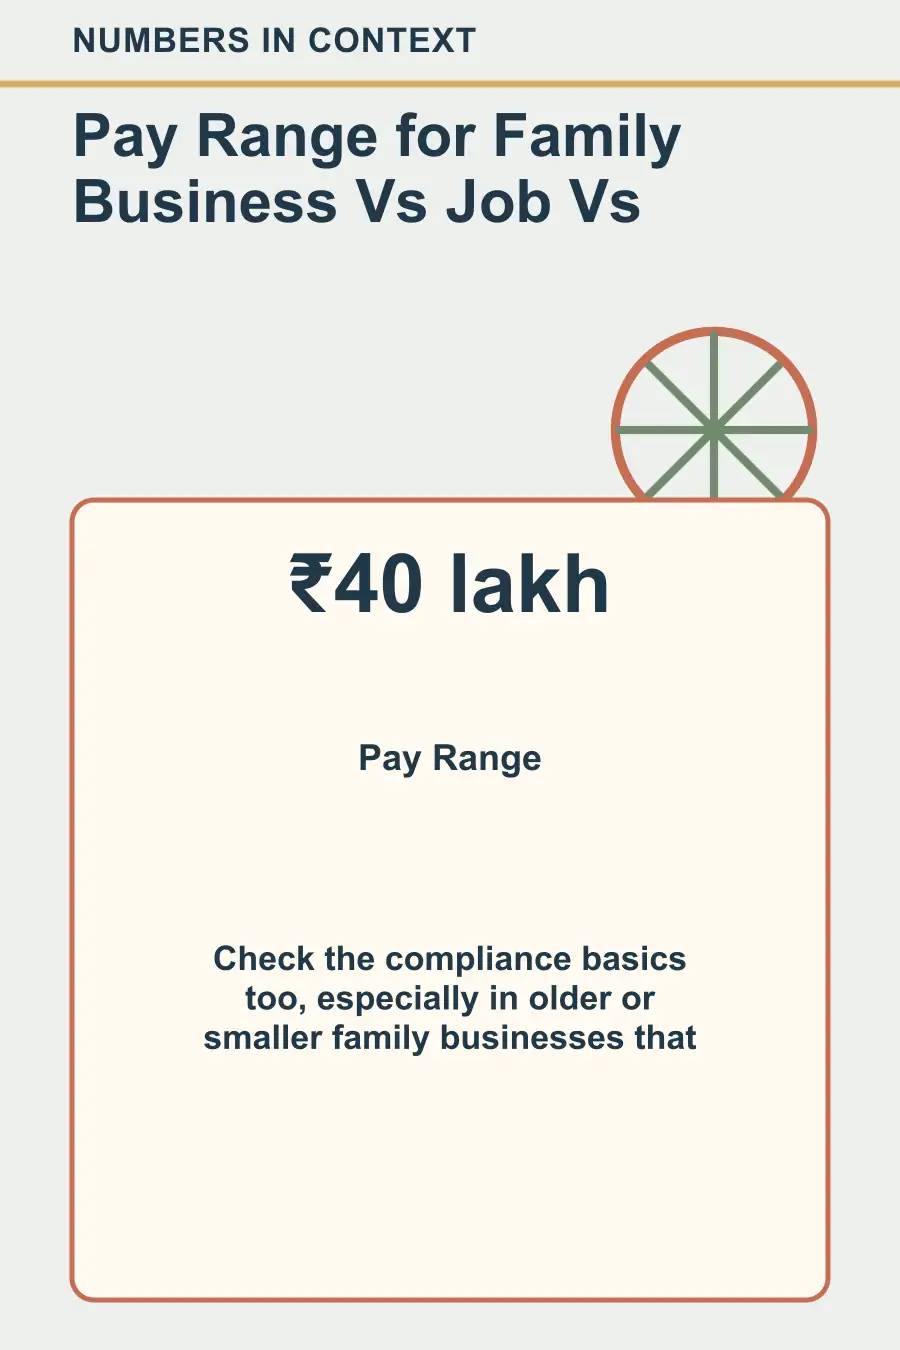 NUMBERS IN CONTEXT
Pay Range for Family
Business Vs Job Vs
₹40 lakh
Pay Range
Check the compliance basics
too, especially in older or
smaller family businesses that